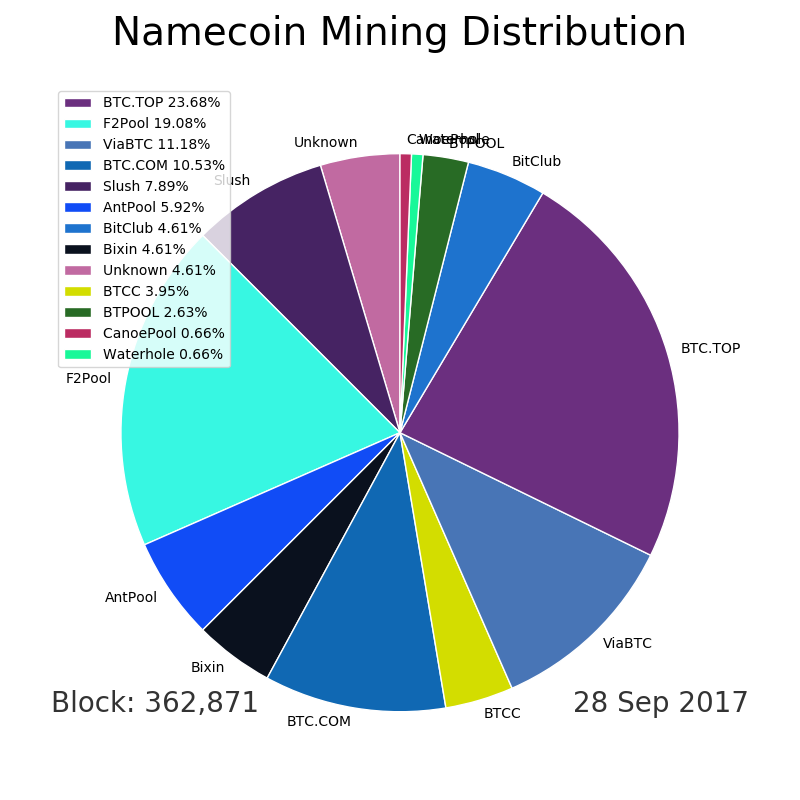 Namecoin Mining Distribution
BTC.TOP 23.68%
F2Pool 19.08%
ViaBTC 11.18%
BTC.COM 10.53%
Slush 7.89%
AntPool 5.92%
BitClub 4.61%
Bixin 4.61%
Unknown 4.61%
BTCC 3.95%
BTPOOL 2.63%
CanoePool 0.66%
Waterhole 0.66%
CanoePool
Waterhole
BTPOOL
BitClub
Unknown
Slush
BTC.TOP
F2Pool
AntPool
ViaBTC
Bixin
BTC.COM
BTCC
Block: 362,871
28 Sep 2017